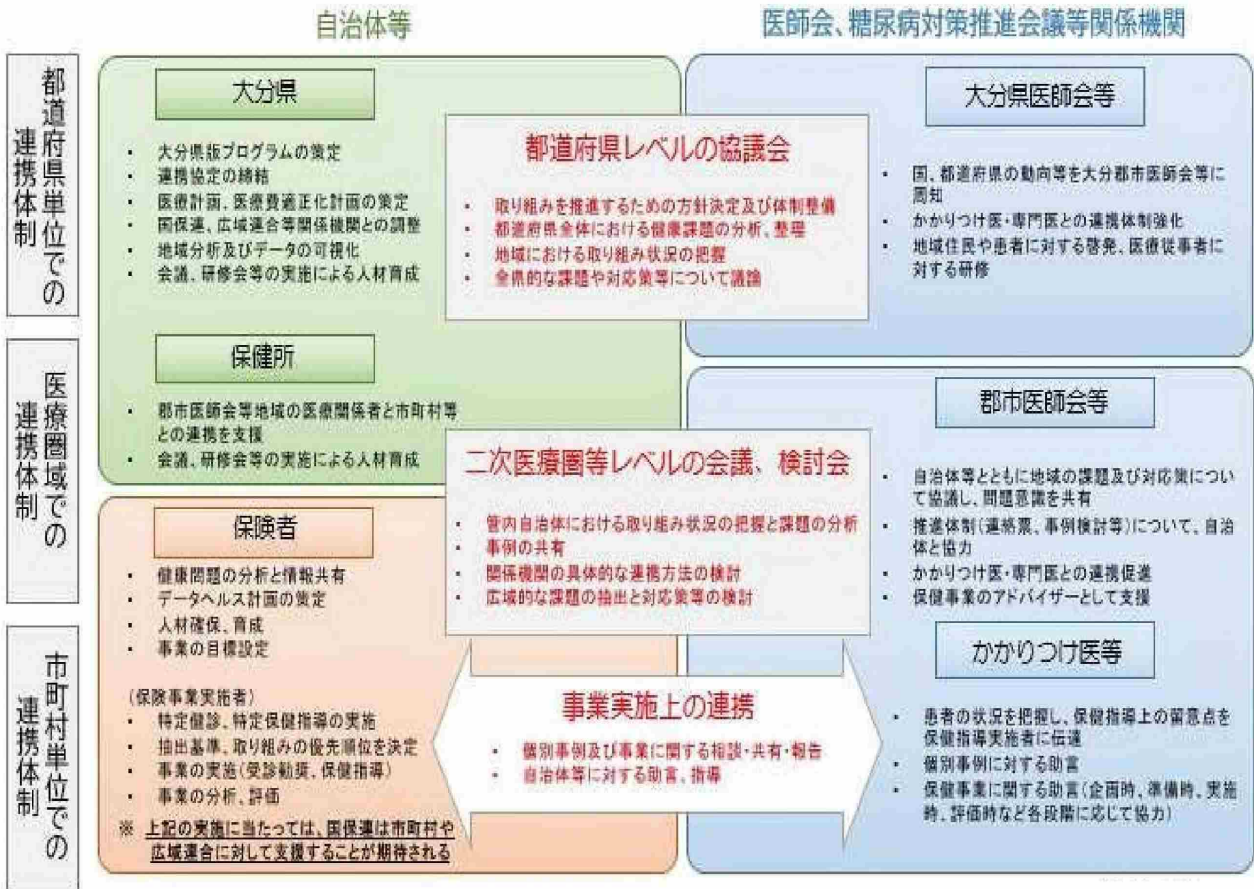 自治体等
医師会、糖尿病対策推進会議等関係機関
都道府県単位での
連携体制
大分県
・ 大分県版プログラムの策定
・ 連携協定の締結
・ 医療計画、医療費適正化計画の策定
・ 国保連、広域連合等関係機関との調整
・ 地域分析及びデータの可視化
・ 会議、研修会等の実施による人材育成
都道府県レベルの協議会
・ 取り組みを推進するための方針決定及び体制整備
・ 都道府県全体における健康課題の分析、整理
・ 地域における取り組み状況の把握
・ 全県的な課題や対応策等について議論
大分県医師会等
・ 国、都道府県の動向等を大分郡市医師会等に
周知
・ かかりつけ医・専門医との連携体制強化
・ 地域住民や患者に対する啓発、医療従事者に
対する研修
医療圏域での
連携体制
保健所
・ 郡市医師会等地域の医療関係者と市町村等
との連携を支援
・ 会議、研修会等の実施による人材育成
二次医療圏等レベルの会議、検討会
・ 管内自治体における取り組み状況の把握と課題の分析
・ 事例の共有
・ 関係機関の具体的な連携方法の検討
・ 広域的な課題の抽出と対応策等の検討
郡市医師会等
・ 自治体等とともに地域の課題及び対応策につい
て協議し、問題意識を共有
・ 推進体制(連絡票、事例検討等)について、自治
体と協力
・ かかりつけ医・専門医との連携促進
・ 保健事業のアドバイザーとして支援
保険者
・ 健康問題の分析と情報共有
・ データヘルス計画の策定
・ 人材確保、育成
・ 事業の目標設定
(保険事業実施者)
・ 特定健診、特定保健指導の実施
・ 抽出基準、取り組みの優先順位を決定
・ 事業の実施(受診勧奨、保健指導)
・ 事業の分析、評価
※ 上記の実施に当たっては、国保連は市町村や
広域連合に対して支援することが期待される
市町村単位での
連携体制
事業実施上の連携
・ 個別事例及び事業に関する相談・共有・報告
・ 自治体等に対する助言、指導
かかりつけ医等
・ 患者の状況を把握し、保健指導上の留意点を
保健指導実施者に伝達
・ 個別事例に対する助言
・ 保健事業に関する助言(企画時、準備時、実施
時、評価時など各段階に応じて協力)